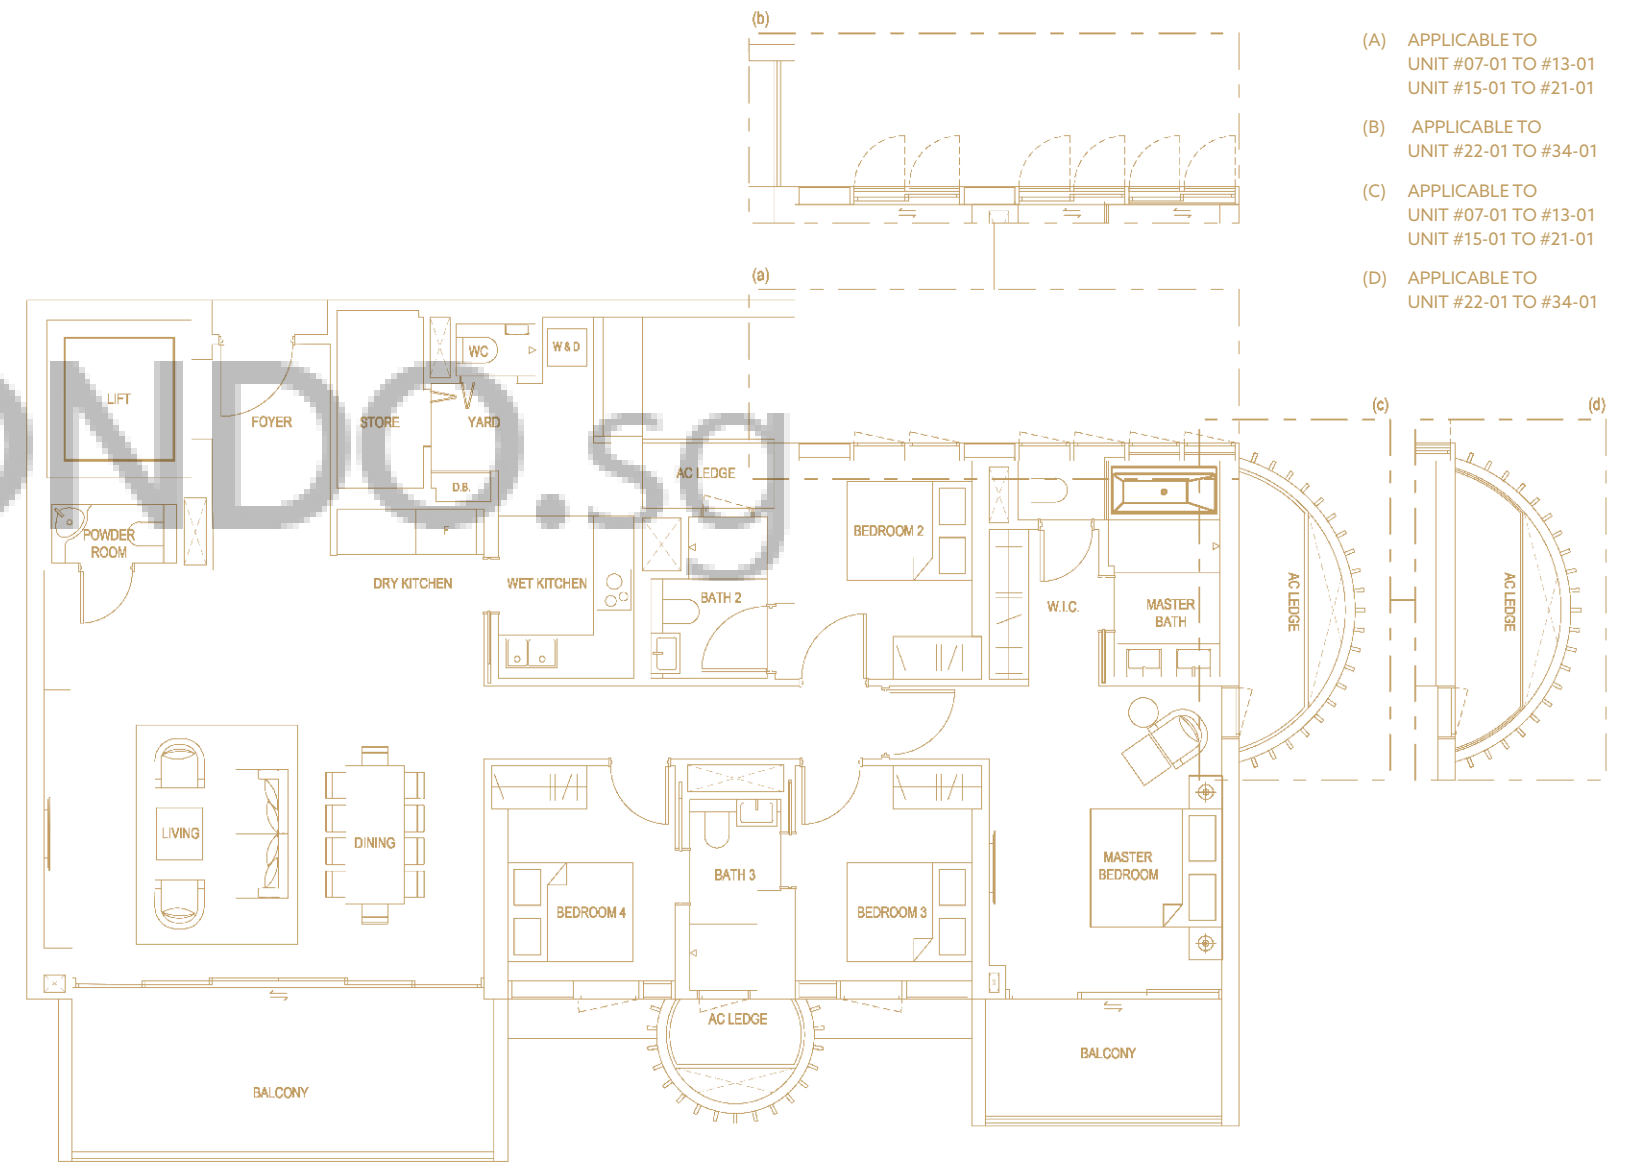 (b)
(A) APPLICABLE TO
UNIT #07-01 TO #13-01
UNIT #15-01 TO #21-01
(B) APPLICABLE TO
UNIT #22-01 TO #34-01
(C) APPLICABLE TO
UNIT #07-01 TO #13-01
UNIT #15-01 TO #21-01
(D) APPLICABLE TO
UNIT #22-01 TO #34-01
(a)
(c)
(d)
WC
W & D
LIFT
FOYER
STORE
YARD
ONDO.sg
AC LEDGE
D.B.
F
POWDER
ROOM
DRY KITCHEN
WET KITCHEN
BATH 2
BEDROOM 2
W.I.C.
MASTER
BATH
AC LEDGE
AC LEDGE
LIVING
DINING
BATH 3
BEDROOM 4
BEDROOM 3
MASTER
BEDROOM
AC LEDGE
BALCONY
BALCONY